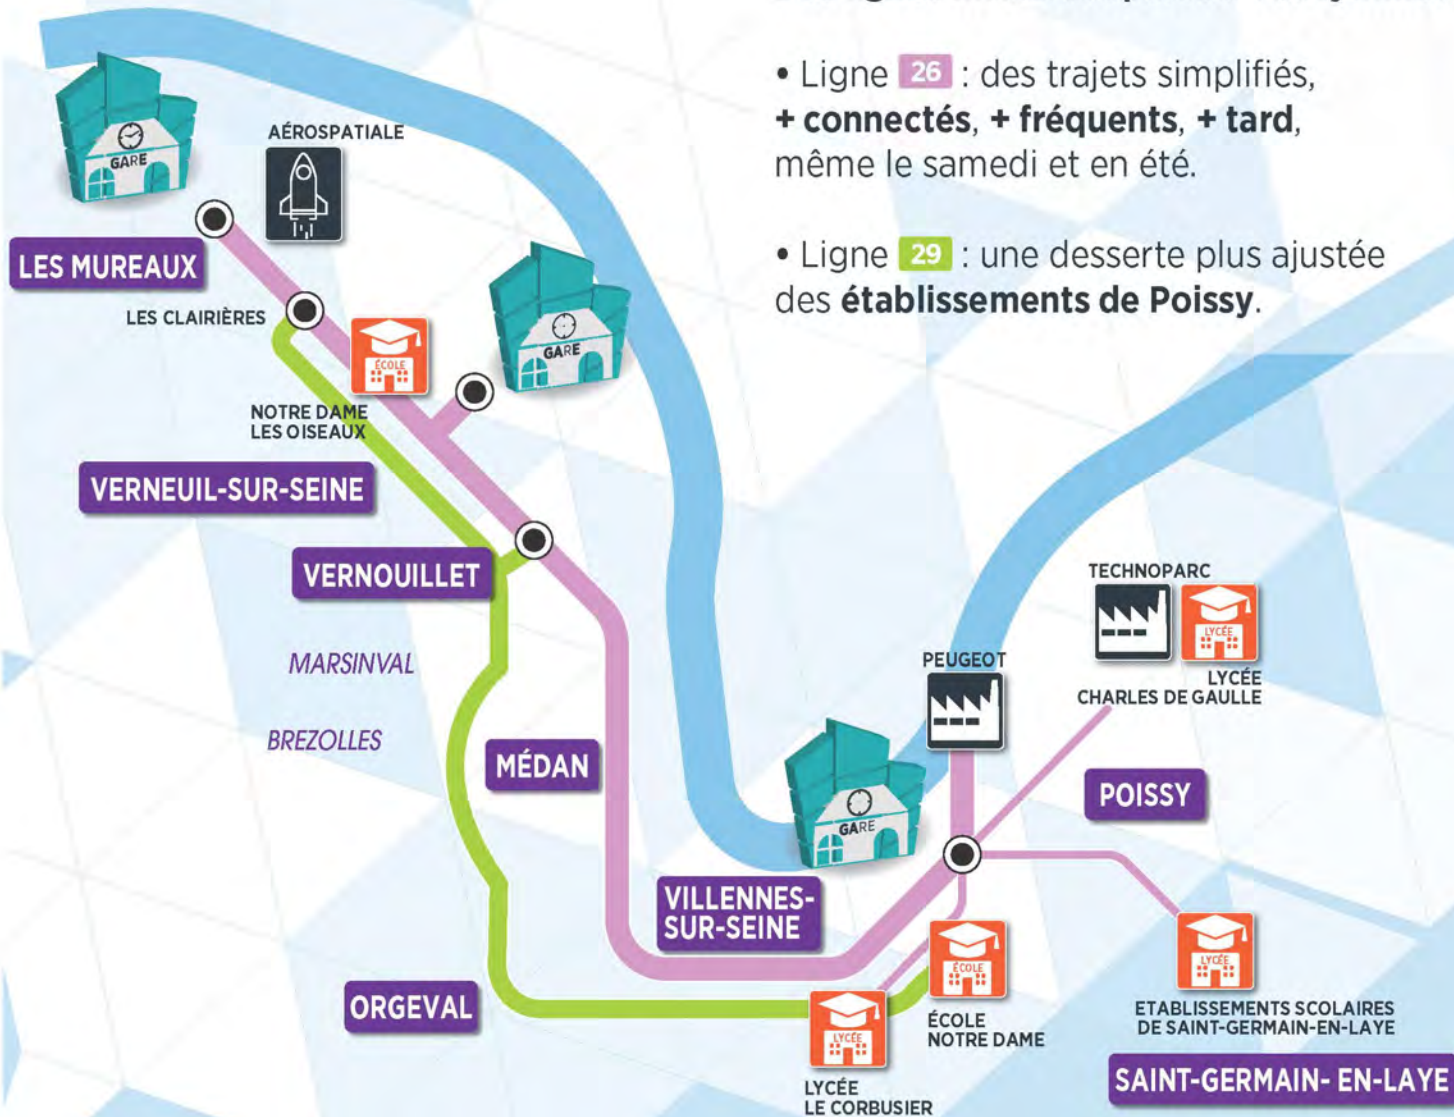 • Ligne 26 : des trajets simplifiés,
+ connectés, + fréquents, + tard,
même le samedi et en été.
• Ligne 29 : une desserte plus ajustée
des établissements de Poissy.
GARE
AÉROSPATIALE
LES MUREAUX
LES CLAIRIÈRES
ÉCOLE
GARE
NOTRE DAME
LES OISEAUX
VERNEUIL-SUR-SEINE
VERNOUILLET
MARSINVAL
BREZOLLES
MÉDAN
TECHNOPARC
LYCÉE
LYCÉE
CHARLES DE GAULLE
PEUGEOT
POISSY
GARE
VILLENNES-
SUR-SEINE
ORGEVAL
ÉCOLE
ÉCOLE
NOTRE DAME
LYCÉE
LYCÉE
LE CORBUSIER
LYCÉE
ETABLISSEMENTS SCOLAIRES
DE SAINT-GERMAIN-EN-LAYE
SAINT-GERMAIN- EN-LAYE